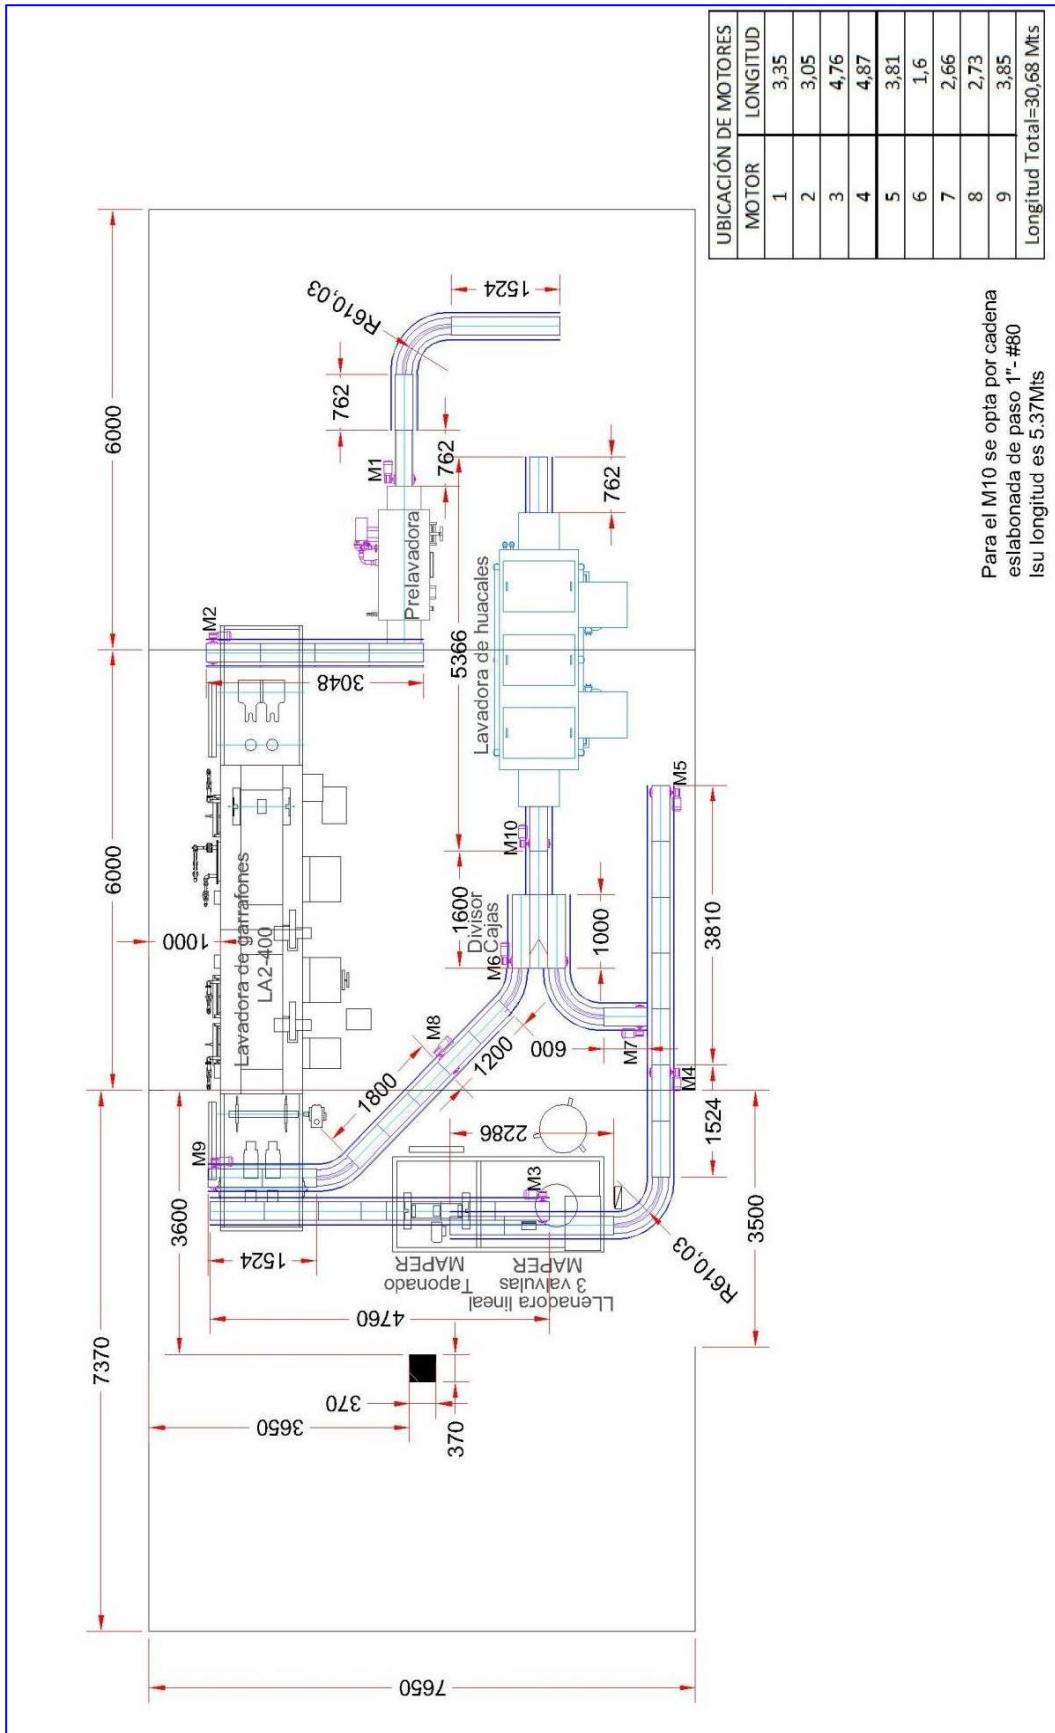 UBICACIÓN DE MOTORES
MOTOR LONGITUD
1 3,35
2 3,05
3 4,76
4 4,87
5 3,81
6 1,6
7 2,66
8 2,73
9 3,85
Longitud Total=30,68 Mts
Para el M10 se opta por cadena
eslabonada de paso 1"- #80
lsu longitud es 5.37Mts
6000
R610,03
1524
762
M1
762
762
Prelavadora
M2
3048
5366
Lavadora de huacales
6000
1000
Lavadora de garrafones
LA2-400
M10
1600
Divisor
Cajas
M6
1000
M5
3810
M8
1200
1800
600
M7
M4
1524
2286
M9
M3
3600
1524
MAPER
Taponado
MAPER
3 valvulas
LLenadora lineal
4760
R610,03
3500
7370
3650
370
370
7650